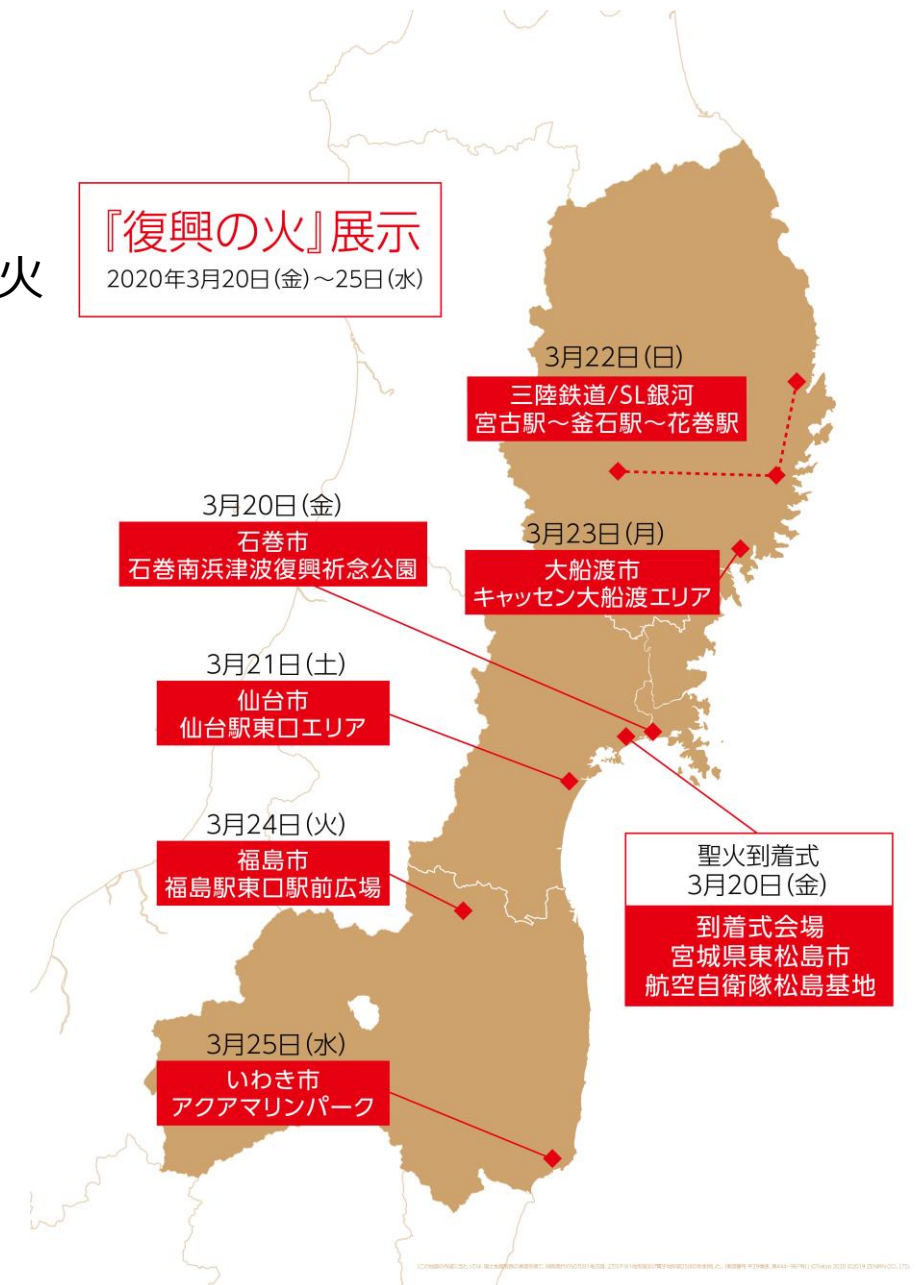 火
『復興の火』展示
2020年3月20日(金)～25日(水)
3月22日(日)
三陸鉄道/SL銀河
宮古駅～釜石駅～花巻駅
3月20日(金)
石巻市
石巻南浜津波復興祈念公園
3月23日(月)
大船渡市
キャッセン大船渡エリア
3月21日(土)
仙台市
仙台駅東口エリア
3月24日(火)
福島市
福島駅東口駅前広場
聖火到着式
3月20日(金)
到着式会場
宮城県東松島市
航空自衛隊松島基地
3月25日(水)
いわき市
アクアマリンパーク